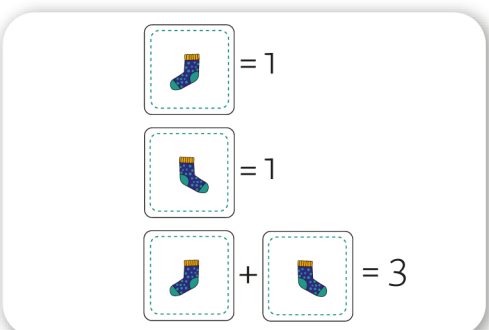 = 1
= 1
+ = 3